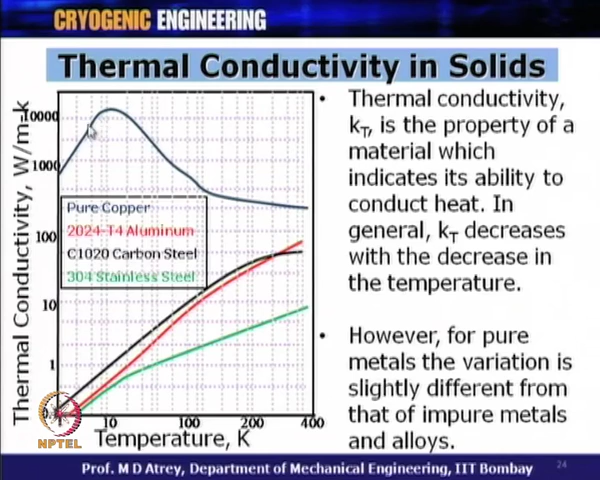 CRYOGENIC ENGINEERING
Thermal Conductivity in Solids
Thermal Conductivity, W/m-k
10000
1000
100
10
1
Pure Copper
2024-T4 Aluminum
C1020 Carbon Steel
304 Stainless Steel
10 100 200 400
Temperature, K
• Thermal conductivity,
kT, is the property of a
material which
indicates its ability to
conduct heat. In
general, kT decreases
with the decrease in
the temperature.
• However, for pure
metals the variation is
slightly different from
that of impure metals
and alloys.
NPTEL
Prof. M D Atrey, Department of Mechanical Engineering, IIT Bombay 24